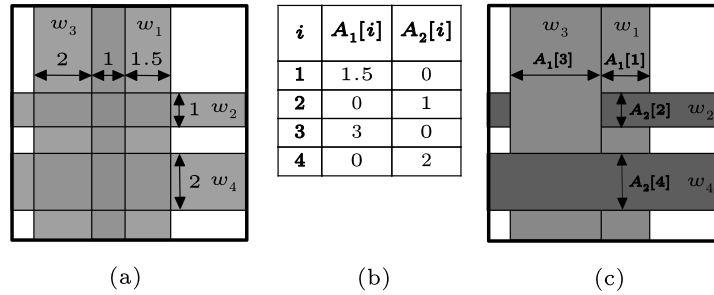 w₃ w₁
2 1 1.5
1 w₂
2 w₄
(a)
i A₁[i] A₂[i]
1 1.5 0
2 0 1
3 3 0
4 0 2
(b)
w₃ w₁
A₁[3] A₁[1]
A₂[2] w₂
A₂[4] w₄
(c)